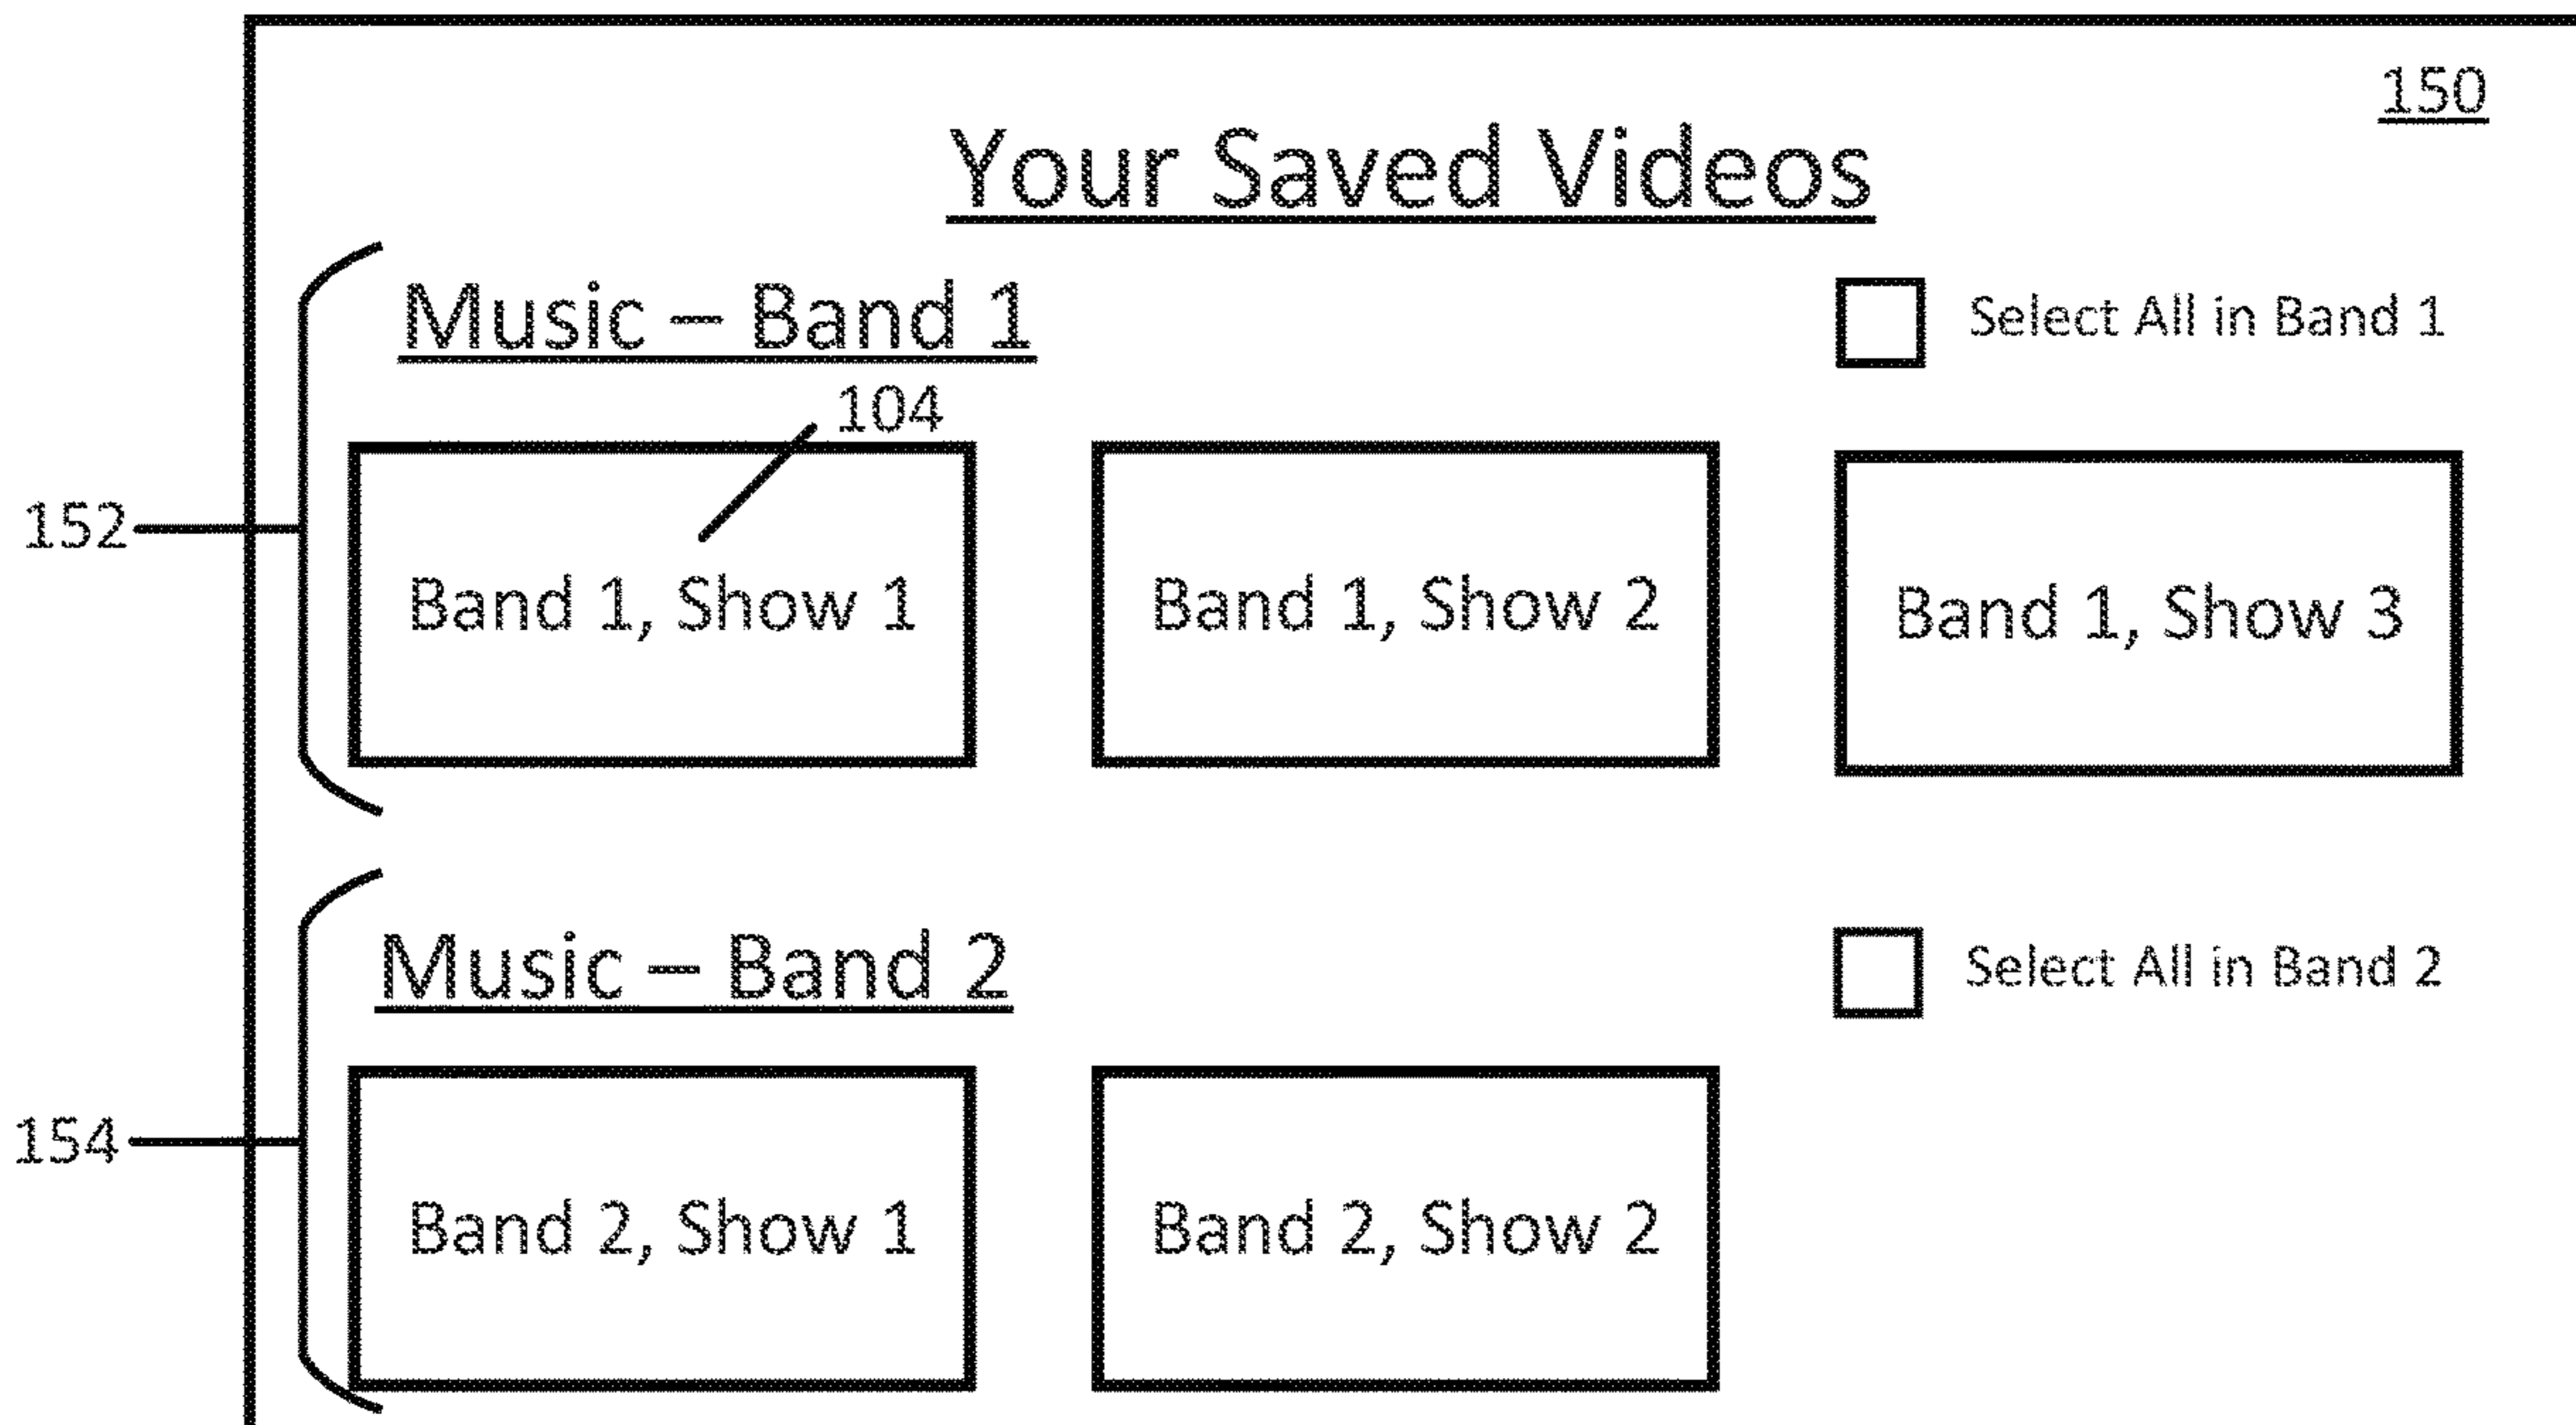 150
Your Saved Videos
Music – Band 1
Select All in Band 1
104
152
Band 1, Show 1
Band 1, Show 2
Band 1, Show 3
Music – Band 2
Select All in Band 2
154
Band 2, Show 1
Band 2, Show 2